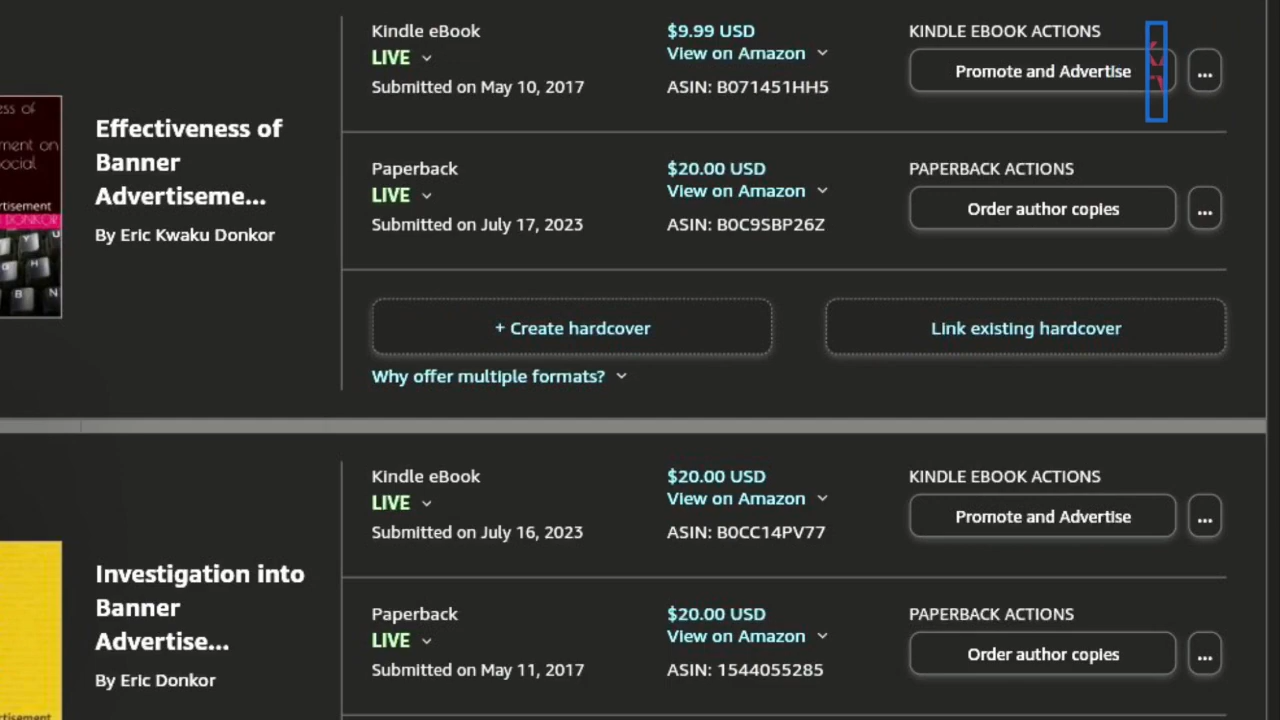 Kindle eBook
LIVE
Submitted on May 10, 2017
$9.99 USD
View on Amazon
ASIN: B071451HH5
KINDLE EBOOK ACTIONS
Promote and Advertise
...
Effectiveness of
Banner
Advertiseme...
By Eric Kwaku Donkor
Paperback
LIVE
Submitted on July 17, 2023
$20.00 USD
View on Amazon
ASIN: B0C9SBP26Z
PAPERBACK ACTIONS
Order author copies
...
+ Create hardcover
Link existing hardcover
Why offer multiple formats?
Kindle eBook
LIVE
Submitted on July 16, 2023
$20.00 USD
View on Amazon
ASIN: B0CC14PV77
KINDLE EBOOK ACTIONS
Promote and Advertise
...
Investigation into
Banner
Advertise...
By Eric Donkor
Paperback
LIVE
Submitted on May 11, 2017
$20.00 USD
View on Amazon
ASIN: 1544055285
PAPERBACK ACTIONS
Order author copies
...